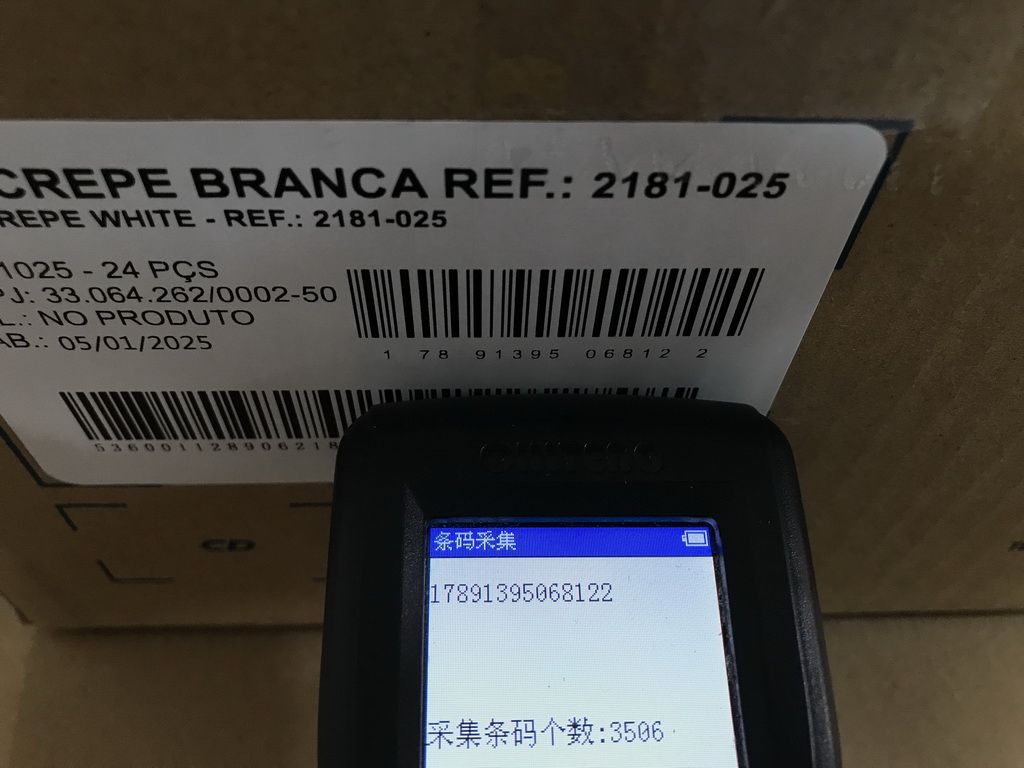 CREPE BRANCA REF.: 2181-025
REPE WHITE - REF.: 2181-025
1025 - 24 PÇS
PJ: 33.064.262/0002-50
L.: NO PRODUTO
AB.: 05/01/2025
1 78 91395 06812 2
536001128906218
CD
条码采集
17891395068122
采集条码个数:3506